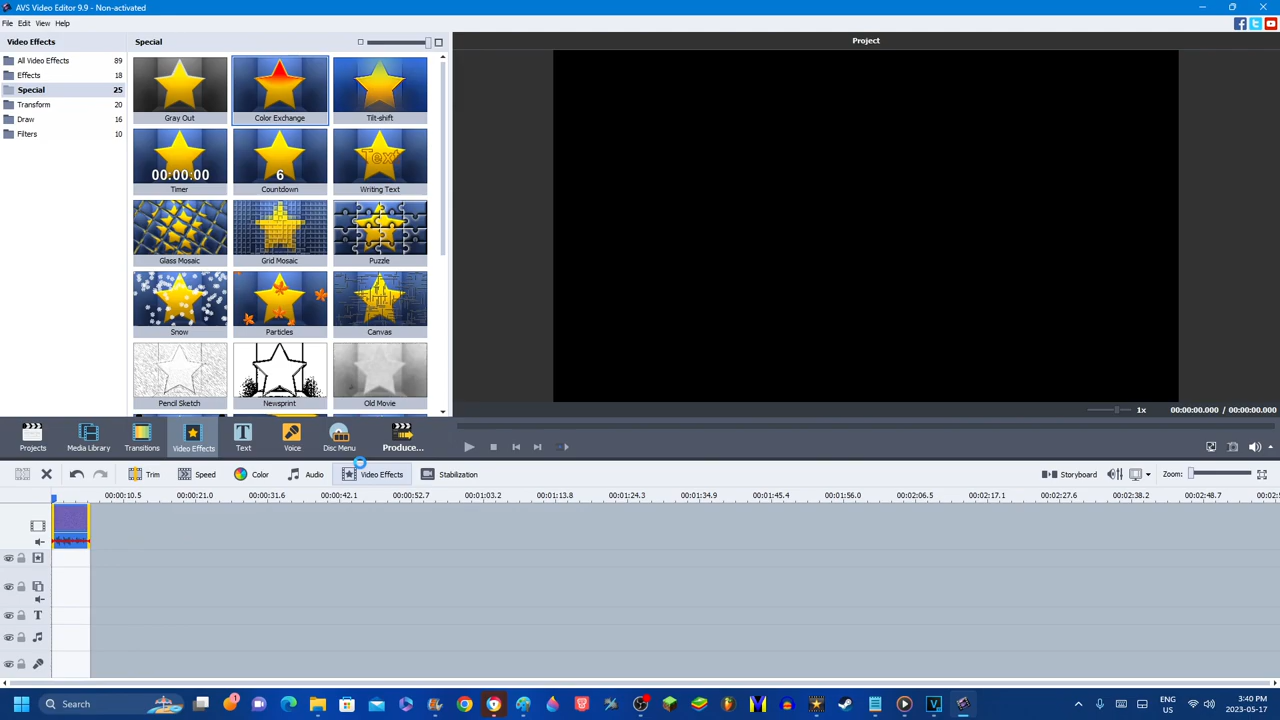 AVS Video Editor 9.9 - Non-activated
File Edit View Help
Video Effects
All Video Effects 89
Effects 18
Special 25
Transform 20
Draw 16
Filters 10
Special
Gray Out Color Exchange Tilt-shift
00:00:00 6 Text
Timer Countdown Writing Text
Glass Mosaic Grid Mosaic Puzzle
Snow Particles Canvas
Pencil Sketch Newsprint Old Movie
Project
1x 00:00:00.000 / 00:00:00.000
Projects Media Library Transitions Video Effects Text Voice Disc Menu Produce...
Trim Speed Color Audio Video Effects Stabilization Storyboard Zoom:
00:00:10.5 00:00:21.0 00:00:31.6 00:00:42.1 00:00:52.7 00:01:03.2 00:01:13.8 00:01:24.3 00:01:34.9 00:01:45.4 00:01:56.0 00:02:06.5 00:02:17.1 00:02:27.6 00:02:38.2 00:02:48.7 00:02:5
T
Search 1 ENG US 3:40 PM 2023-05-17